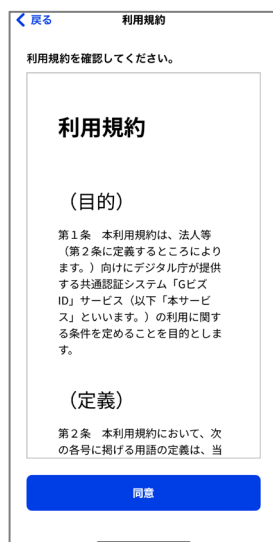 戻る
利用規約
利用規約を確認してください。
利用規約
（目的）
第１条　本利用規約は、法人等
（第２条に定義するところにより
ます。）向けにデジタル庁が提供
する共通認証システム「Gビズ
ID」サービス（以下「本サービ
ス」といいます。）の利用に関す
る条件を定めることを目的としま
す。
（定義）
第２条　本利用規約において、次
の各号に掲げる用語の定義は、当
同意